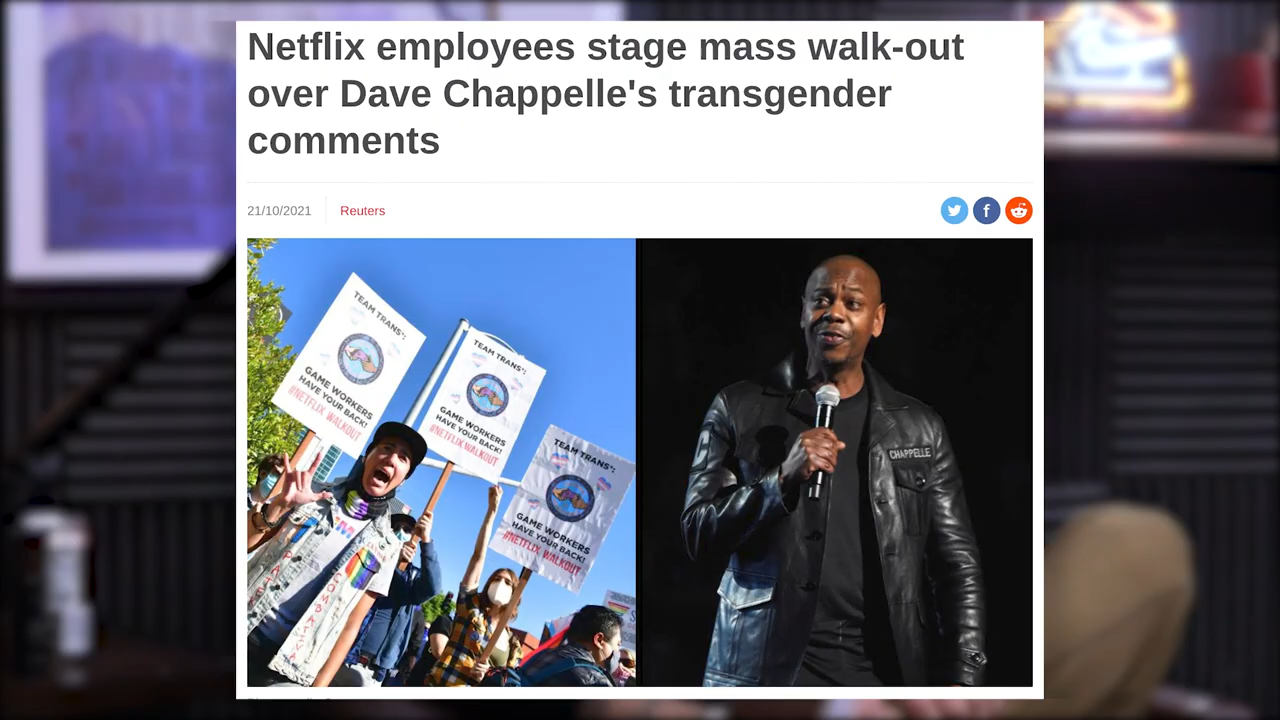 Netflix employees stage mass walk-out
over Dave Chappelle's transgender
comments
21/10/2021
Reuters
TEAM TRANS*:
GAME WORKERS
HAVE YOUR BACK!
#NETFLIX WALKOUT
TEAM TRANS*:
GAME WORKERS
HAVE YOUR BACK!
#NETFLIX WALKOUT
TEAM TRANS*:
GAME WORKERS
HAVE YOUR BACK!
#NETFLIX WALKOUT
CHAPPELLE